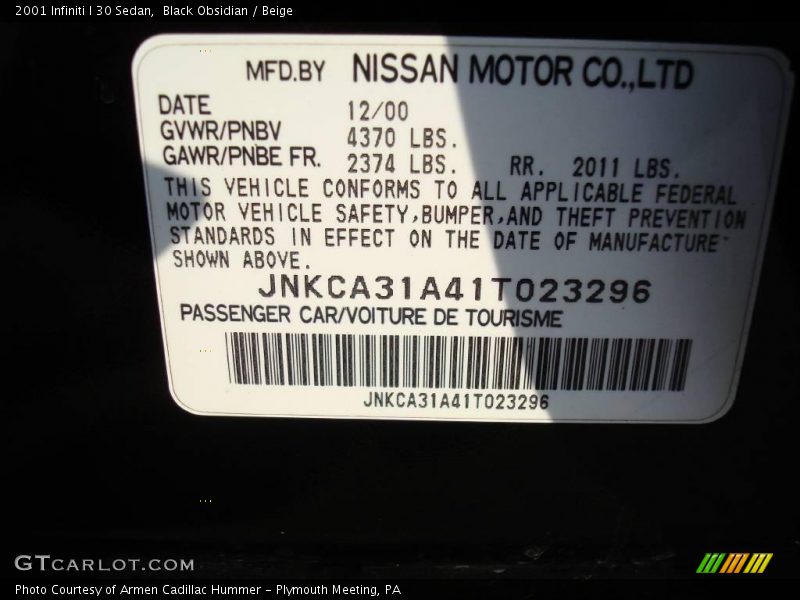 2001 Infiniti I 30 Sedan,  Black Obsidian / Beige
MFD.BY  NISSAN MOTOR CO.,LTD
DATE 12/00
GVWR/PNBV 4370 LBS.
GAWR/PNBE FR. 2374 LBS. RR. 2011 LBS.
THIS VEHICLE CONFORMS TO ALL APPLICABLE FEDERAL
MOTOR VEHICLE SAFETY,BUMPER,AND THEFT PREVENTION
STANDARDS IN EFFECT ON THE DATE OF MANUFACTURE
SHOWN ABOVE.
JNKCA31A41T023296
PASSENGER CAR/VOITURE DE TOURISME
JNKCA31A41T023296
GTCARLOT.COM
Photo Courtesy of Armen Cadillac Hummer - Plymouth Meeting, PA